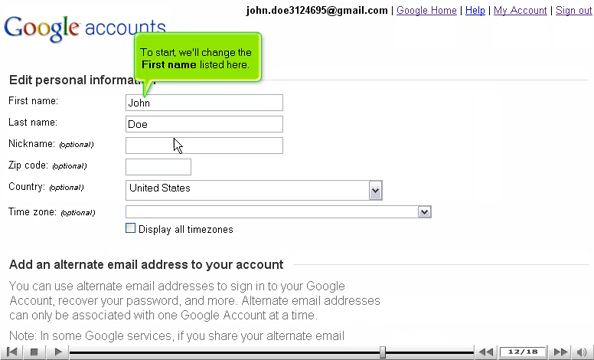 john.doe3124695@gmail.com | Google Home | Help | My Account | Sign out
Google accounts
To start, we'll change the
First name listed here.
Edit personal information
First name: John
Last name: Doe
Nickname: (optional)
Zip code: (optional)
Country: (optional) United States
Time zone: (optional)
Display all timezones
Add an alternate email address to your account
You can use alternate email addresses to sign in to your Google
Account, recover your password, and more. Alternate email addresses
can only be associated with one Google Account at a time.
Note: In some Google services, if you share your alternate email
12/18